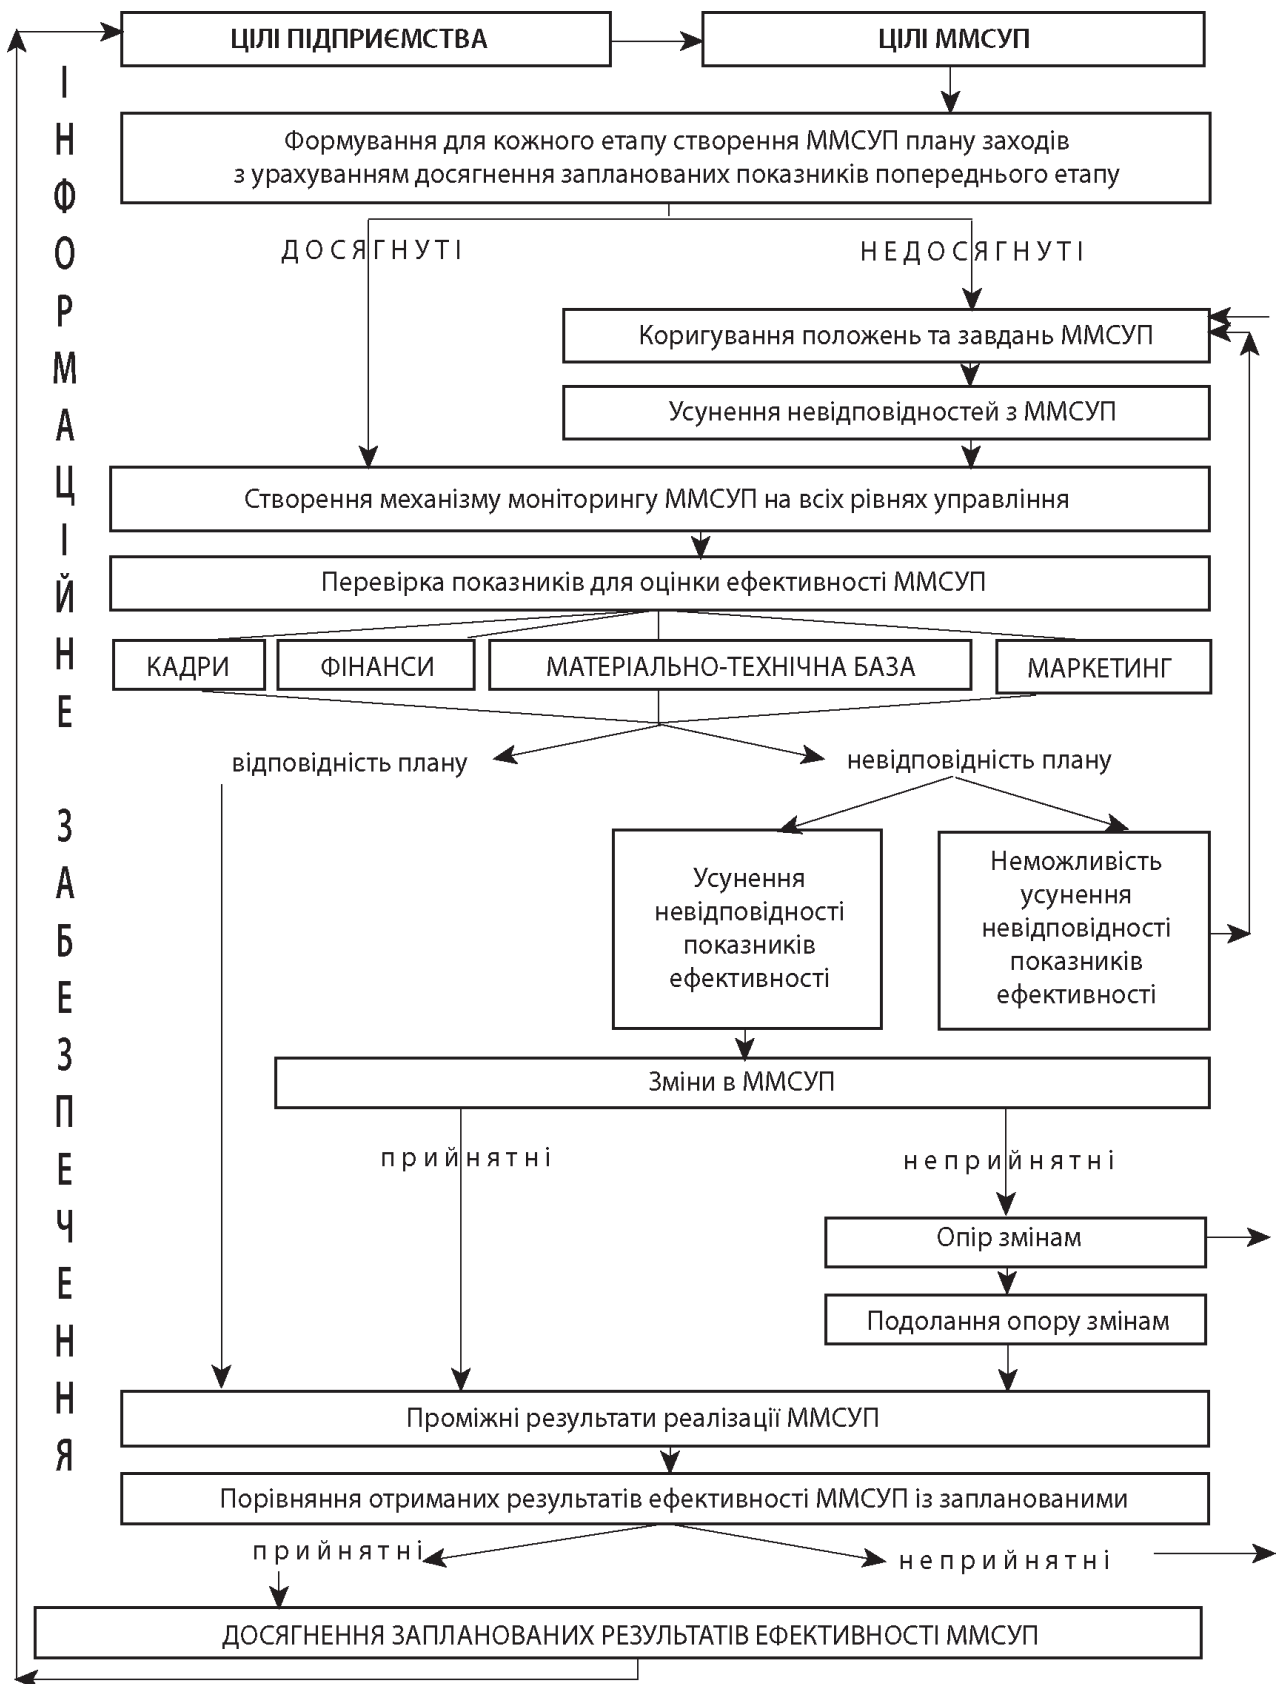 ЦІЛІ ПІДПРИЄМСТВА
ЦІЛІ ММСУП
ІНФОРМАЦІЙНЕ ЗАБЕЗПЕЧЕННЯ
Формування для кожного етапу створення ММСУП плану заходів
з урахуванням досягнення запланованих показників попереднього етапу
ДОСЯГНУТІ
НЕДОСЯГНУТІ
Коригування положень та завдань ММСУП
Усунення невідповідностей з ММСУП
Створення механізму моніторингу ММСУП на всіх рівнях управління
Перевірка показників для оцінки ефективності ММСУП
КАДРИ
ФІНАНСИ
МАТЕРІАЛЬНО-ТЕХНІЧНА БАЗА
МАРКЕТИНГ
відповідність плану
невідповідність плану
Усунення
невідповідності
показників
ефективності
Неможливість
усунення
невідповідності
показників
ефективності
Зміни в ММСУП
прийнятні
неприйнятні
Опір змінам
Подолання опору змінам
Проміжні результати реалізації ММСУП
Порівняння отриманих результатів ефективності ММСУП із запланованими
прийнятні
неприйнятні
ДОСЯГНЕННЯ ЗАПЛАНОВАНИХ РЕЗУЛЬТАТІВ ЕФЕКТИВНОСТІ ММСУП